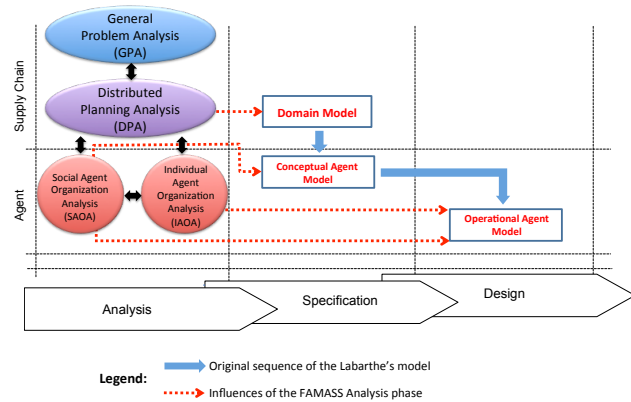 General
Problem Analysis
(GPA)
Distributed
Planning Analysis
(DPA)
Supply Chain
Domain Model
Social Agent
Organization
Analysis
(SAOA)
Individual
Agent
Organization
Analysis
(IAOA)
Agent
Conceptual Agent
Model
Operational Agent
Model
Analysis
Specification
Design
Legend:
Original sequence of the Labarthe's model
Influences of the FAMASS Analysis phase